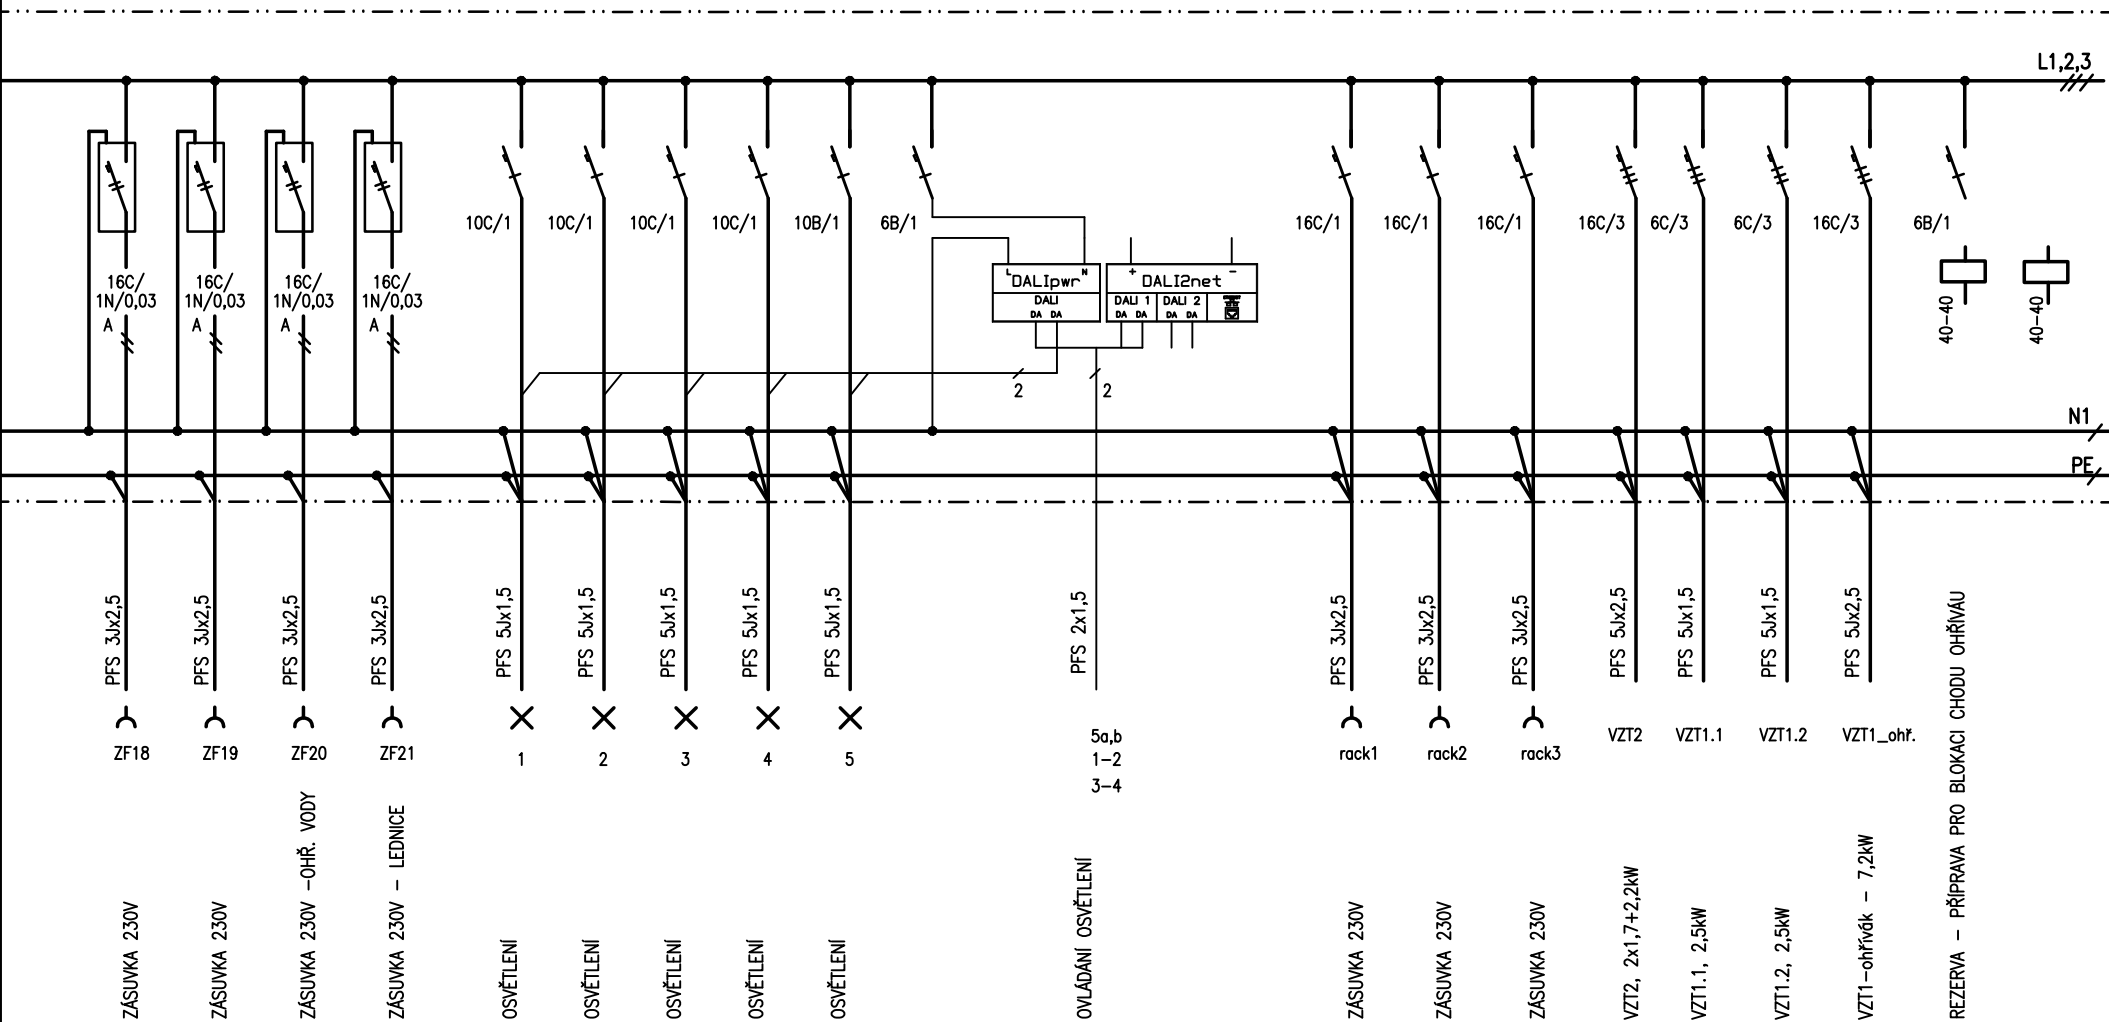 L1,2,3
10C/1
10C/1
10C/1
10C/1
10B/1
6B/1
16C/1
16C/1
16C/1
16C/3
6C/3
6C/3
16C/3
6B/1
16C/
1N/0,03
A
16C/
1N/0,03
A
16C/
1N/0,03
A
16C/
1N/0,03
A
L
N
DALIpwr
DALI
DA DA
+
-
DALI2net
DALI 1
DALI 2
DA DA
DA DA
40-40
40-40
2
2
N1
PE
PFS 3Jx2,5
PFS 3Jx2,5
PFS 3Jx2,5
PFS 3Jx2,5
PFS 5Jx1,5
PFS 5Jx1,5
PFS 5Jx1,5
PFS 5Jx1,5
PFS 5Jx1,5
PFS 2x1,5
PFS 3Jx2,5
PFS 3Jx2,5
PFS 3Jx2,5
PFS 5Jx2,5
PFS 5Jx1,5
PFS 5Jx1,5
PFS 5Jx2,5
ZF18
ZF19
ZF20
ZF21
1
2
3
4
5
5a,b
1-2
3-4
rack1
rack2
rack3
VZT2
VZT1.1
VZT1.2
VZT1_ohř.
ZÁSUVKA 230V
ZÁSUVKA 230V
ZÁSUVKA 230V -OHŘ. VODY
ZÁSUVKA 230V - LEDNICE
OSVĚTLENÍ
OSVĚTLENÍ
OSVĚTLENÍ
OSVĚTLENÍ
OSVĚTLENÍ
OVLÁDÁNÍ OSVĚTLENÍ
ZÁSUVKA 230V
ZÁSUVKA 230V
ZÁSUVKA 230V
VZT2, 2x1,7+2,2kW
VZT1.1, 2,5kW
VZT1.2, 2,5kW
VZT1-ohřívák - 7,2kW
REZERVA - PŘÍPRAVA PRO BLOKACI CHODU OHŘÍVÁU